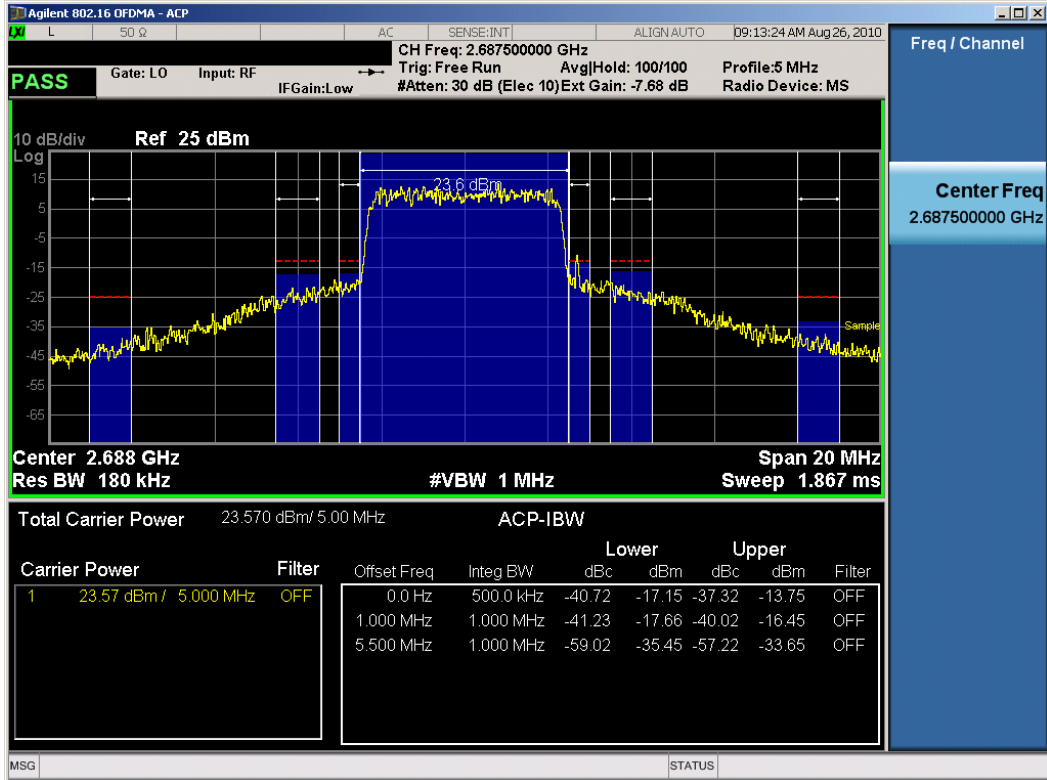 Agilent 802.16 OFDMA - ACP
LXI L 50 Ω AC SENSE:INT ALIGN AUTO 09:13:24 AM Aug 26, 2010
CH Freq: 2.687500000 GHz
PASS Gate: LO Input: RF Trig: Free Run Avg|Hold: 100/100 Profile:5 MHz
IFGain:Low #Atten: 30 dB (Elec 10) Ext Gain: -7.68 dB Radio Device: MS
Freq / Channel
Center Freq
2.687500000 GHz
10 dB/div Ref 25 dBm
Log
15
5
-5
-15
-25
-35
-45
-55
-65
23.6 dBm
Sample
Center 2.688 GHz Span 20 MHz
Res BW 180 kHz #VBW 1 MHz Sweep 1.867 ms
Total Carrier Power 23.570 dBm/ 5.00 MHz ACP-IBW
Lower Upper
Carrier Power Filter Offset Freq Integ BW dBc dBm dBc dBm Filter
1 23.57 dBm / 5.000 MHz OFF 0.0 Hz 500.0 kHz -40.72 -17.15 -37.32 -13.75 OFF
1.000 MHz 1.000 MHz -41.23 -17.66 -40.02 -16.45 OFF
5.500 MHz 1.000 MHz -59.02 -35.45 -57.22 -33.65 OFF
MSG STATUS